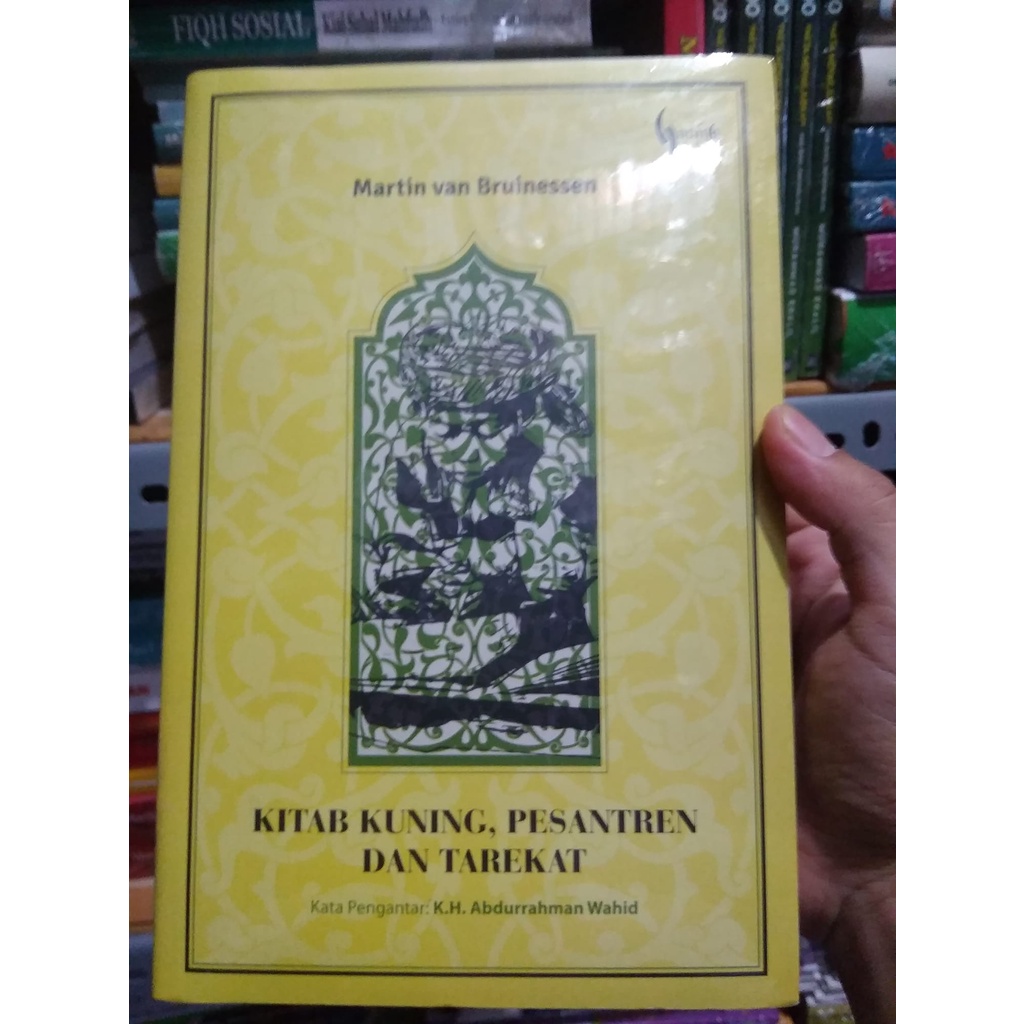 FIQH SOSIAL
Martin van Bruinessen
KITAB KUNING, PESANTREN
DAN TAREKAT
Kata Pengantar: K.H. Abdurrahman Wahid